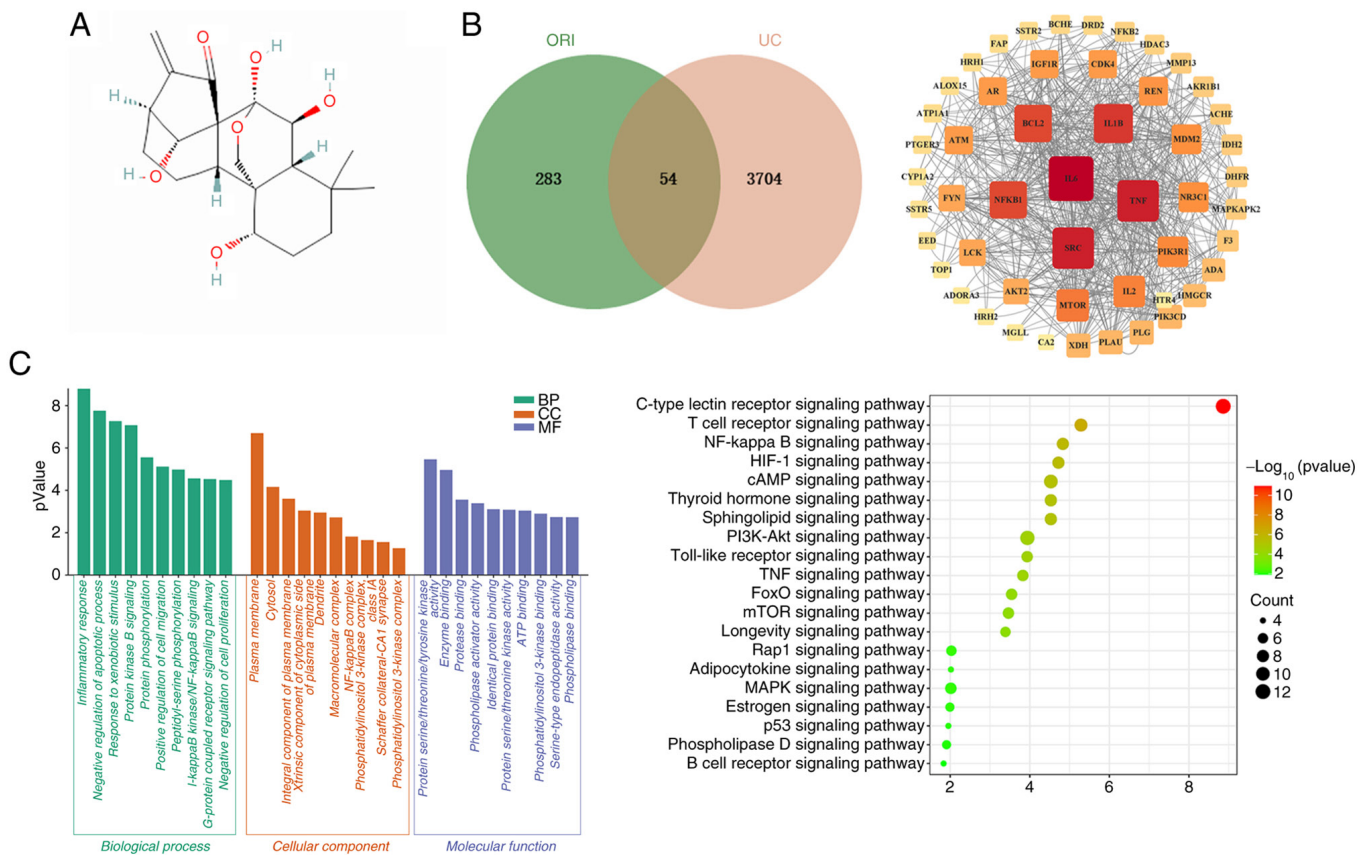 A
H
O
O
H
O
H
O
H
O
H
H
H
O
H
B
ORI
UC
283
54
3704
BCHE
DRD2
SSTR2
NFKB2
FAP
HDAC3
IGF1R
CDK4
HRH1
MMP13
ALOX15
AR
REN
AKR1B1
ATP1A1
BCL2
IL1B
ACHE
PTGER3
ATM
MDM2
IDH2
CYP1A2
IL6
DHFR
SSTR5
FYN
NFKB1
TNF
NR3C1
MAPKAPK2
EED
LCK
SRC
PIK3R1
F3
TOP1
ADA
ADORA3
AKT2
MTOR
IL2
HTR4
HMGCR
HRH2
PIK3CD
MGLL
CA2
XDH
PLAU
PLG
C
pValue
8
6
4
2
0
BP
CC
MF
Inflammatory response
Negative regulation of apoptotic process
Response to xenobiotic stimulus
Protein kinase B signaling
Protein phosphorylation
Positive regulation of cell migration
Peptidyl-serine phosphorylation
I-kappaB kinase/NF-kappaB signaling
G-protein coupled receptor signaling pathway
Negative regulation of cell proliferation
Plasma membrane
Cytosol
Integral component of plasma membrane
Xtrinsic component of cytoplasmic side
of plasma membrane
Dendrite
Macromolecular complex
NF-kappaB complex
Phosphatidylinositol 3-kinase complex,
class IA
Schaffer collateral-CA1 synapse
Phosphatidylinositol 3-kinase complex
Protein serine/threonine/tyrosine kinase
activity
Enzyme binding
Protease binding
Phospholipase activator activity
Identical protein binding
Protein serine/threonine kinase activity
ATP binding
Phosphatidylinositol 3-kinase binding
Serine-type endopeptidase activity
Phospholipase binding
Biological process
Cellular component
Molecular function
C-type lectin receptor signaling pathway
T cell receptor signaling pathway
NF-kappa B signaling pathway
HIF-1 signaling pathway
cAMP signaling pathway
Thyroid hormone signaling pathway
Sphingolipid signaling pathway
PI3K-Akt signaling pathway
Toll-like receptor signaling pathway
TNF signaling pathway
FoxO signaling pathway
mTOR signaling pathway
Longevity signaling pathway
Rap1 signaling pathway
Adipocytokine signaling pathway
MAPK signaling pathway
Estrogen signaling pathway
p53 signaling pathway
Phospholipase D signaling pathway
B cell receptor signaling pathway
2
4
6
8
−Log10 (pvalue)
10
8
6
4
2
Count
4
6
8
10
12